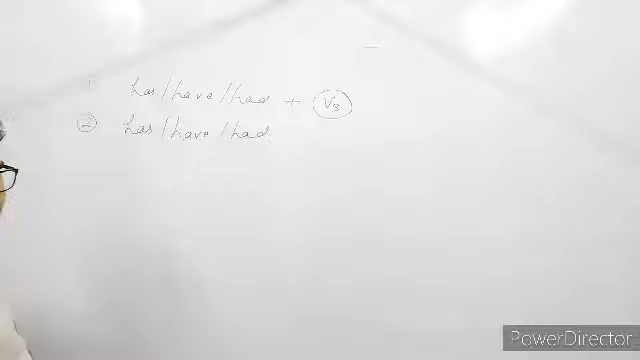 has/have/had + V3
② has/have/had
PowerDirector